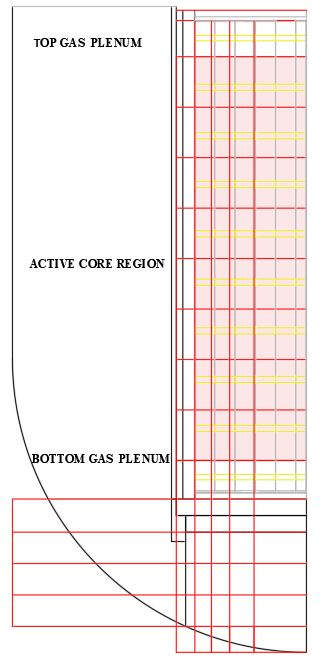 TOP GAS PLENUM
ACTIVE CORE REGION
BOTTOM GAS PLENUM